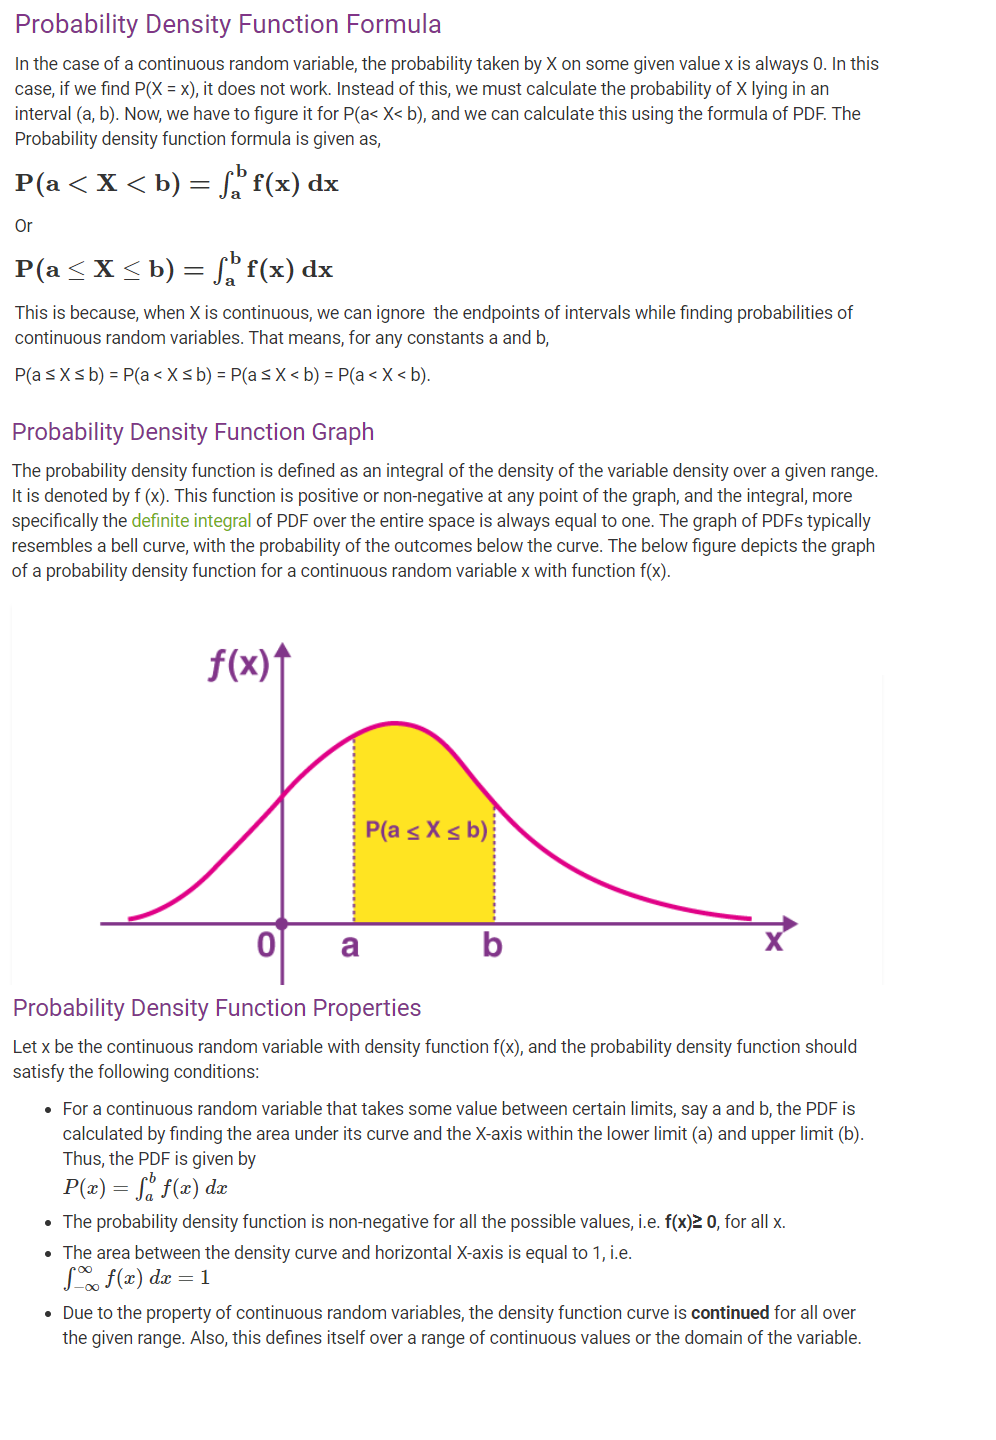 Probability Density Function Formula
In the case of a continuous random variable, the probability taken by X on some given value x is always 0. In this
case, if we find P(X = x), it does not work. Instead of this, we must calculate the probability of X lying in an
interval (a, b). Now, we have to figure it for P(a< X< b), and we can calculate this using the formula of PDF. The
Probability density function formula is given as,
P(a < X < b) = ∫_a^b f(x) dx
Or
P(a ≤ X ≤ b) = ∫_a^b f(x) dx
This is because, when X is continuous, we can ignore  the endpoints of intervals while finding probabilities of
continuous random variables. That means, for any constants a and b,
P(a ≤ X ≤ b) = P(a < X ≤ b) = P(a ≤ X < b) = P(a < X < b).
Probability Density Function Graph
The probability density function is defined as an integral of the density of the variable density over a given range.
It is denoted by f (x). This function is positive or non-negative at any point of the graph, and the integral, more
specifically the definite integral of PDF over the entire space is always equal to one. The graph of PDFs typically
resembles a bell curve, with the probability of the outcomes below the curve. The below figure depicts the graph
of a probability density function for a continuous random variable x with function f(x).
f(x)
P(a ≤ X ≤ b)
0 a b x
Probability Density Function Properties
Let x be the continuous random variable with density function f(x), and the probability density function should
satisfy the following conditions:
• For a continuous random variable that takes some value between certain limits, say a and b, the PDF is
calculated by finding the area under its curve and the X-axis within the lower limit (a) and upper limit (b).
Thus, the PDF is given by
P(x) = ∫_a^b f(x) dx
• The probability density function is non-negative for all the possible values, i.e. f(x)≥ 0, for all x.
• The area between the density curve and horizontal X-axis is equal to 1, i.e.
∫_{-∞}^∞ f(x) dx = 1
• Due to the property of continuous random variables, the density function curve is continued for all over
the given range. Also, this defines itself over a range of continuous values or the domain of the variable.